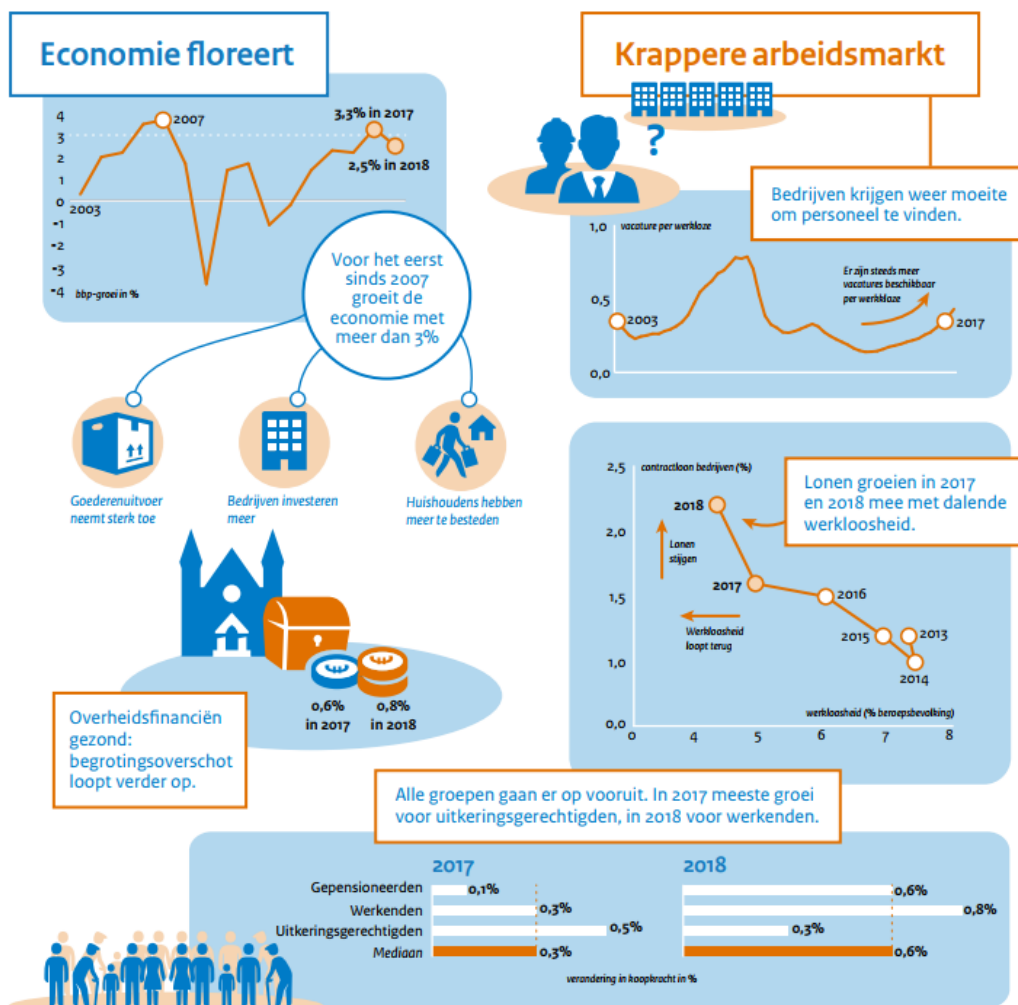 Economie floreert
4
3
2
1
0
-1
-2
-3
-4
2003
2007
3,3% in 2017
2,5% in 2018
bbp-groei in %
Voor het eerst
sinds 2007
groeit de
economie met
meer dan 3%
Goederenuitvoer
neemt sterk toe
Bedrijven investeren
meer
Huishoudens hebben
meer te besteden
0,6%
in 2017
0,8%
in 2018
Overheidsfinanciën
gezond:
begrotingsoverschot
loopt verder op.
Krappere arbeidsmarkt
?
Bedrijven krijgen weer moeite
om personeel te vinden.
1,0
0,5
0,0
vacature per werkloze
2003
Er zijn steeds meer
vacatures beschikbaar
per werkkloze
2017
2,5
2,0
1,5
1,0
0,0
contractloon bedrijven (%)
Lonen groeien in 2017
en 2018 mee met dalende
werkloosheid.
2018
Lonen
stijgen
2017
2016
Werkloosheid
loopt terug
2015
2013
2014
werkloosheid (% beroepsbevolking)
0
4
5
6
7
8
Alle groepen gaan er op vooruit. In 2017 meeste groei
voor uitkeringsgerechtigden, in 2018 voor werkenden.
2017
2018
Gepensioneerden
0,1%
0,6%
Werkenden
0,3%
0,8%
Uitkeringsgerechtigden
0,5%
0,3%
Mediaan
0,3%
0,6%
verandering in koopkracht in %